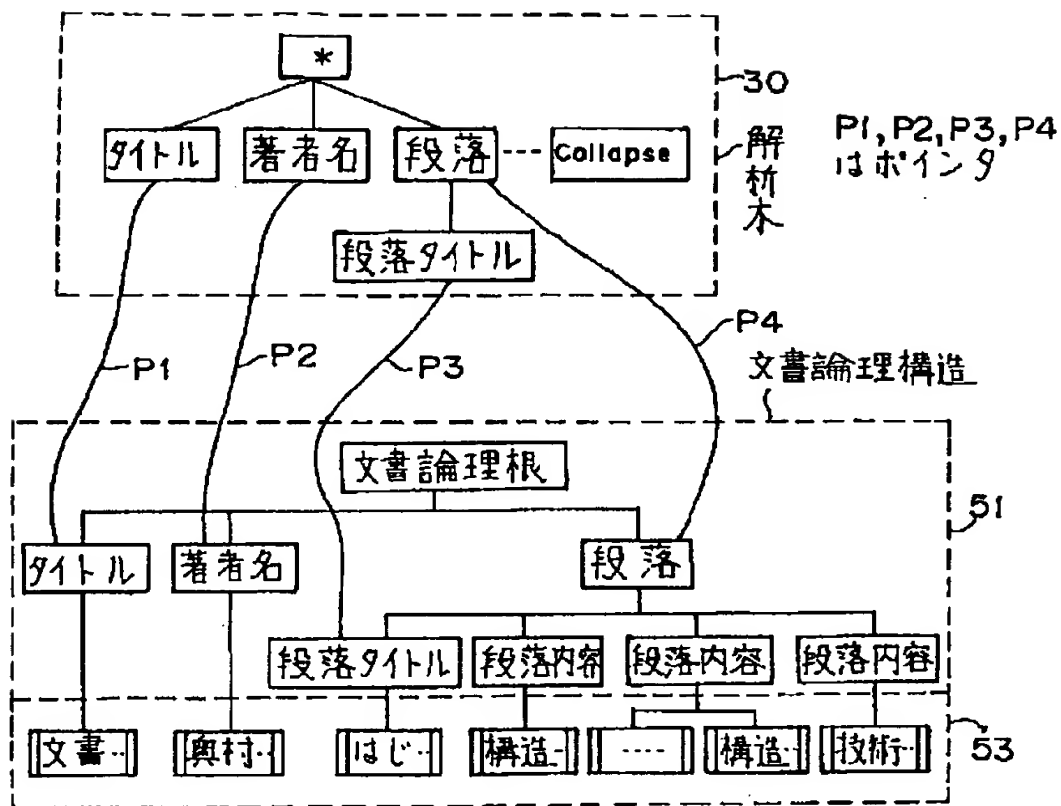 *
30
タイトル
著者名
段落
Collapse
解析木
P1,P2,P3,P4
はポインタ
段落タイトル
P1
P2
P3
P4
文書論理構造
文書論理根
51
タイトル
著者名
段落
段落タイトル
段落内容
段落内容
段落内容
文書‥
奥村‥
はじ‥
構造‥
----
構造‥
技術‥
53